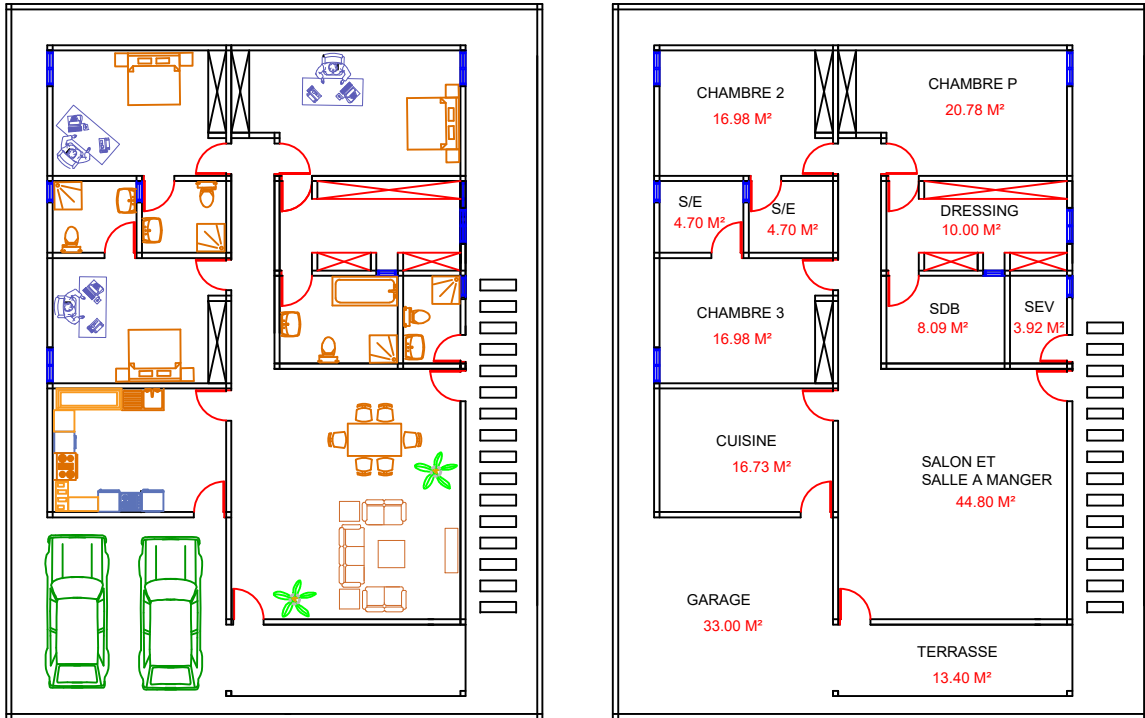 CHAMBRE 2
16.98 M²
CHAMBRE P
20.78 M²
S/E
4.70 M²
S/E
4.70 M²
DRESSING
10.00 M²
CHAMBRE 3
16.98 M²
SDB
8.09 M²
SEV
3.92 M²
CUISINE
16.73 M²
SALON ET
SALLE A MANGER
44.80 M²
GARAGE
33.00 M²
TERRASSE
13.40 M²